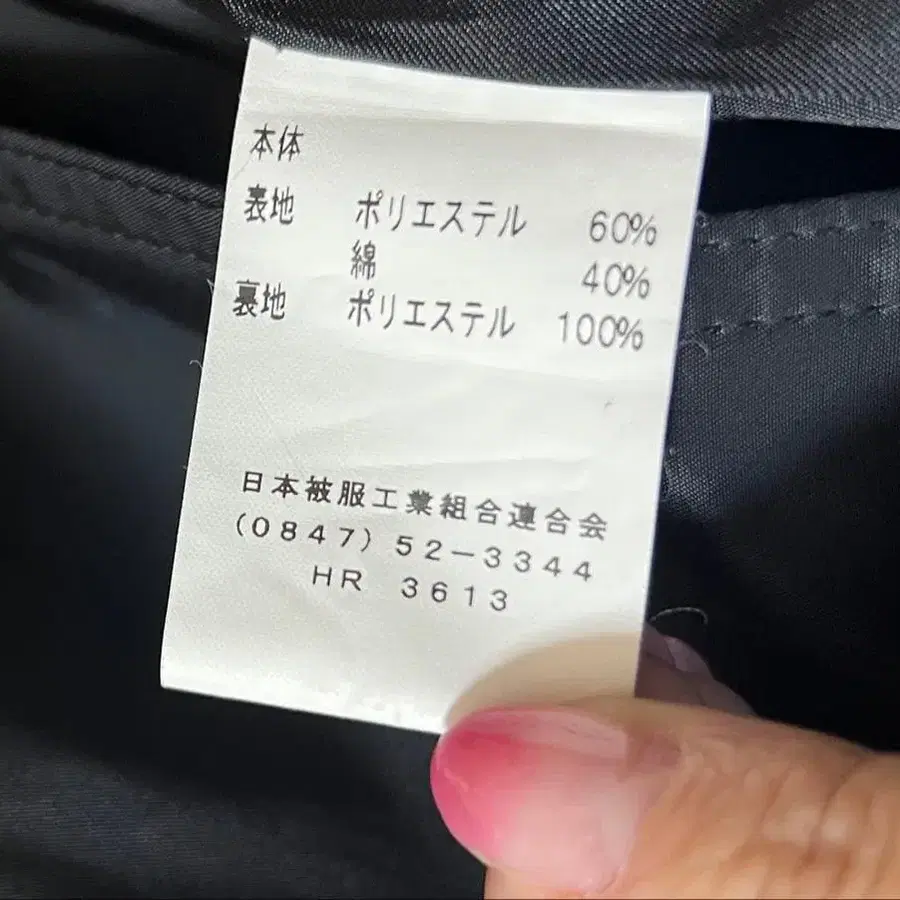 本体
表地 ポリエステル 60%
綿 40%
裏地 ポリエステル 100%
日本被服工業組合連合会
(0847) 52-3344
HR 3613